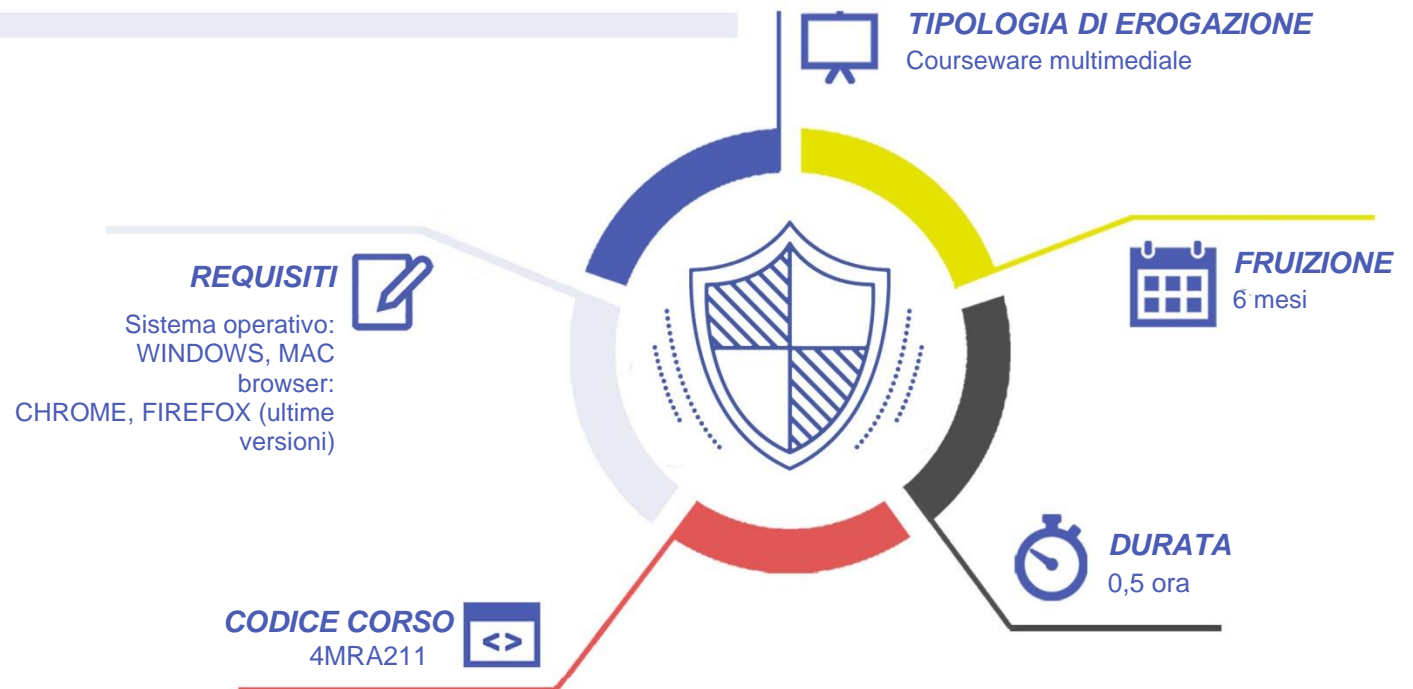 TIPOLOGIA DI EROGAZIONE
Courseware multimediale
REQUISITI
Sistema operativo:
WINDOWS, MAC
browser:
CHROME, FIREFOX (ultime
versioni)
FRUIZIONE
6 mesi
DURATA
0,5 ora
CODICE CORSO
<>
4MRA211